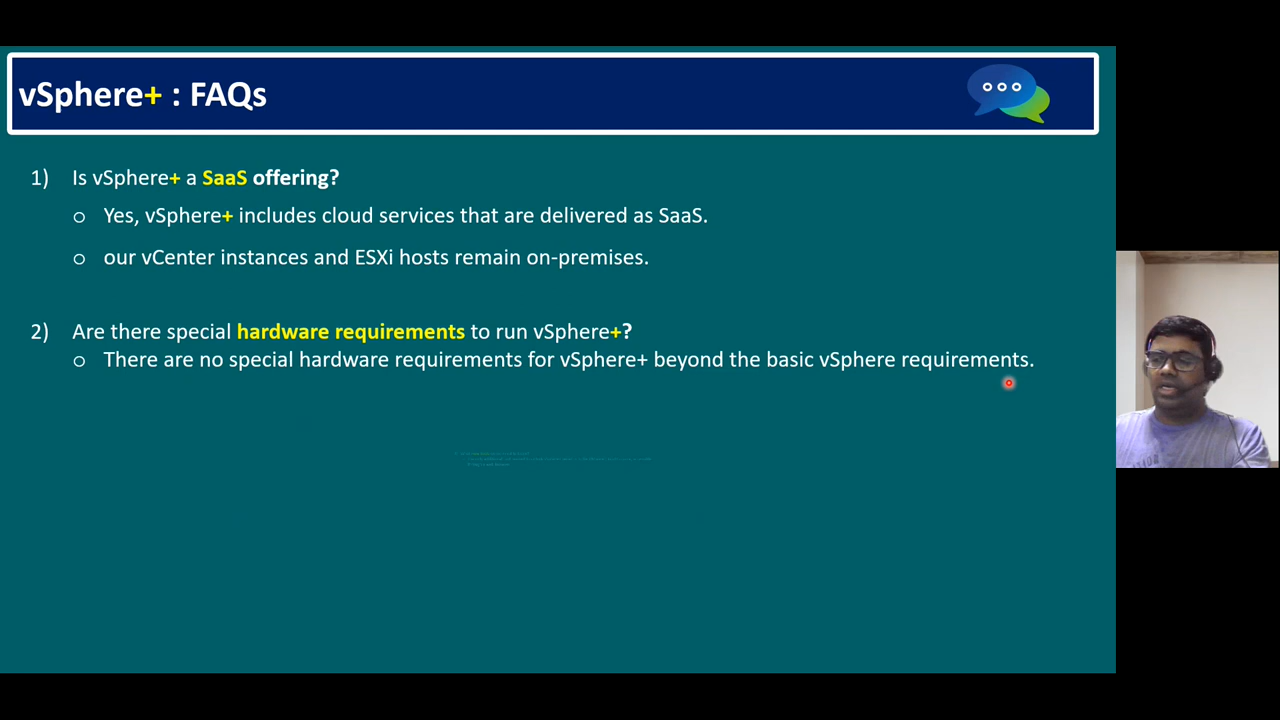 vSphere+ : FAQs
1) Is vSphere+ a SaaS offering?
o Yes, vSphere+ includes cloud services that are delivered as SaaS.
o our vCenter instances and ESXi hosts remain on-premises.
2) Are there special hardware requirements to run vSphere+?
o There are no special hardware requirements for vSphere+ beyond the basic vSphere requirements.